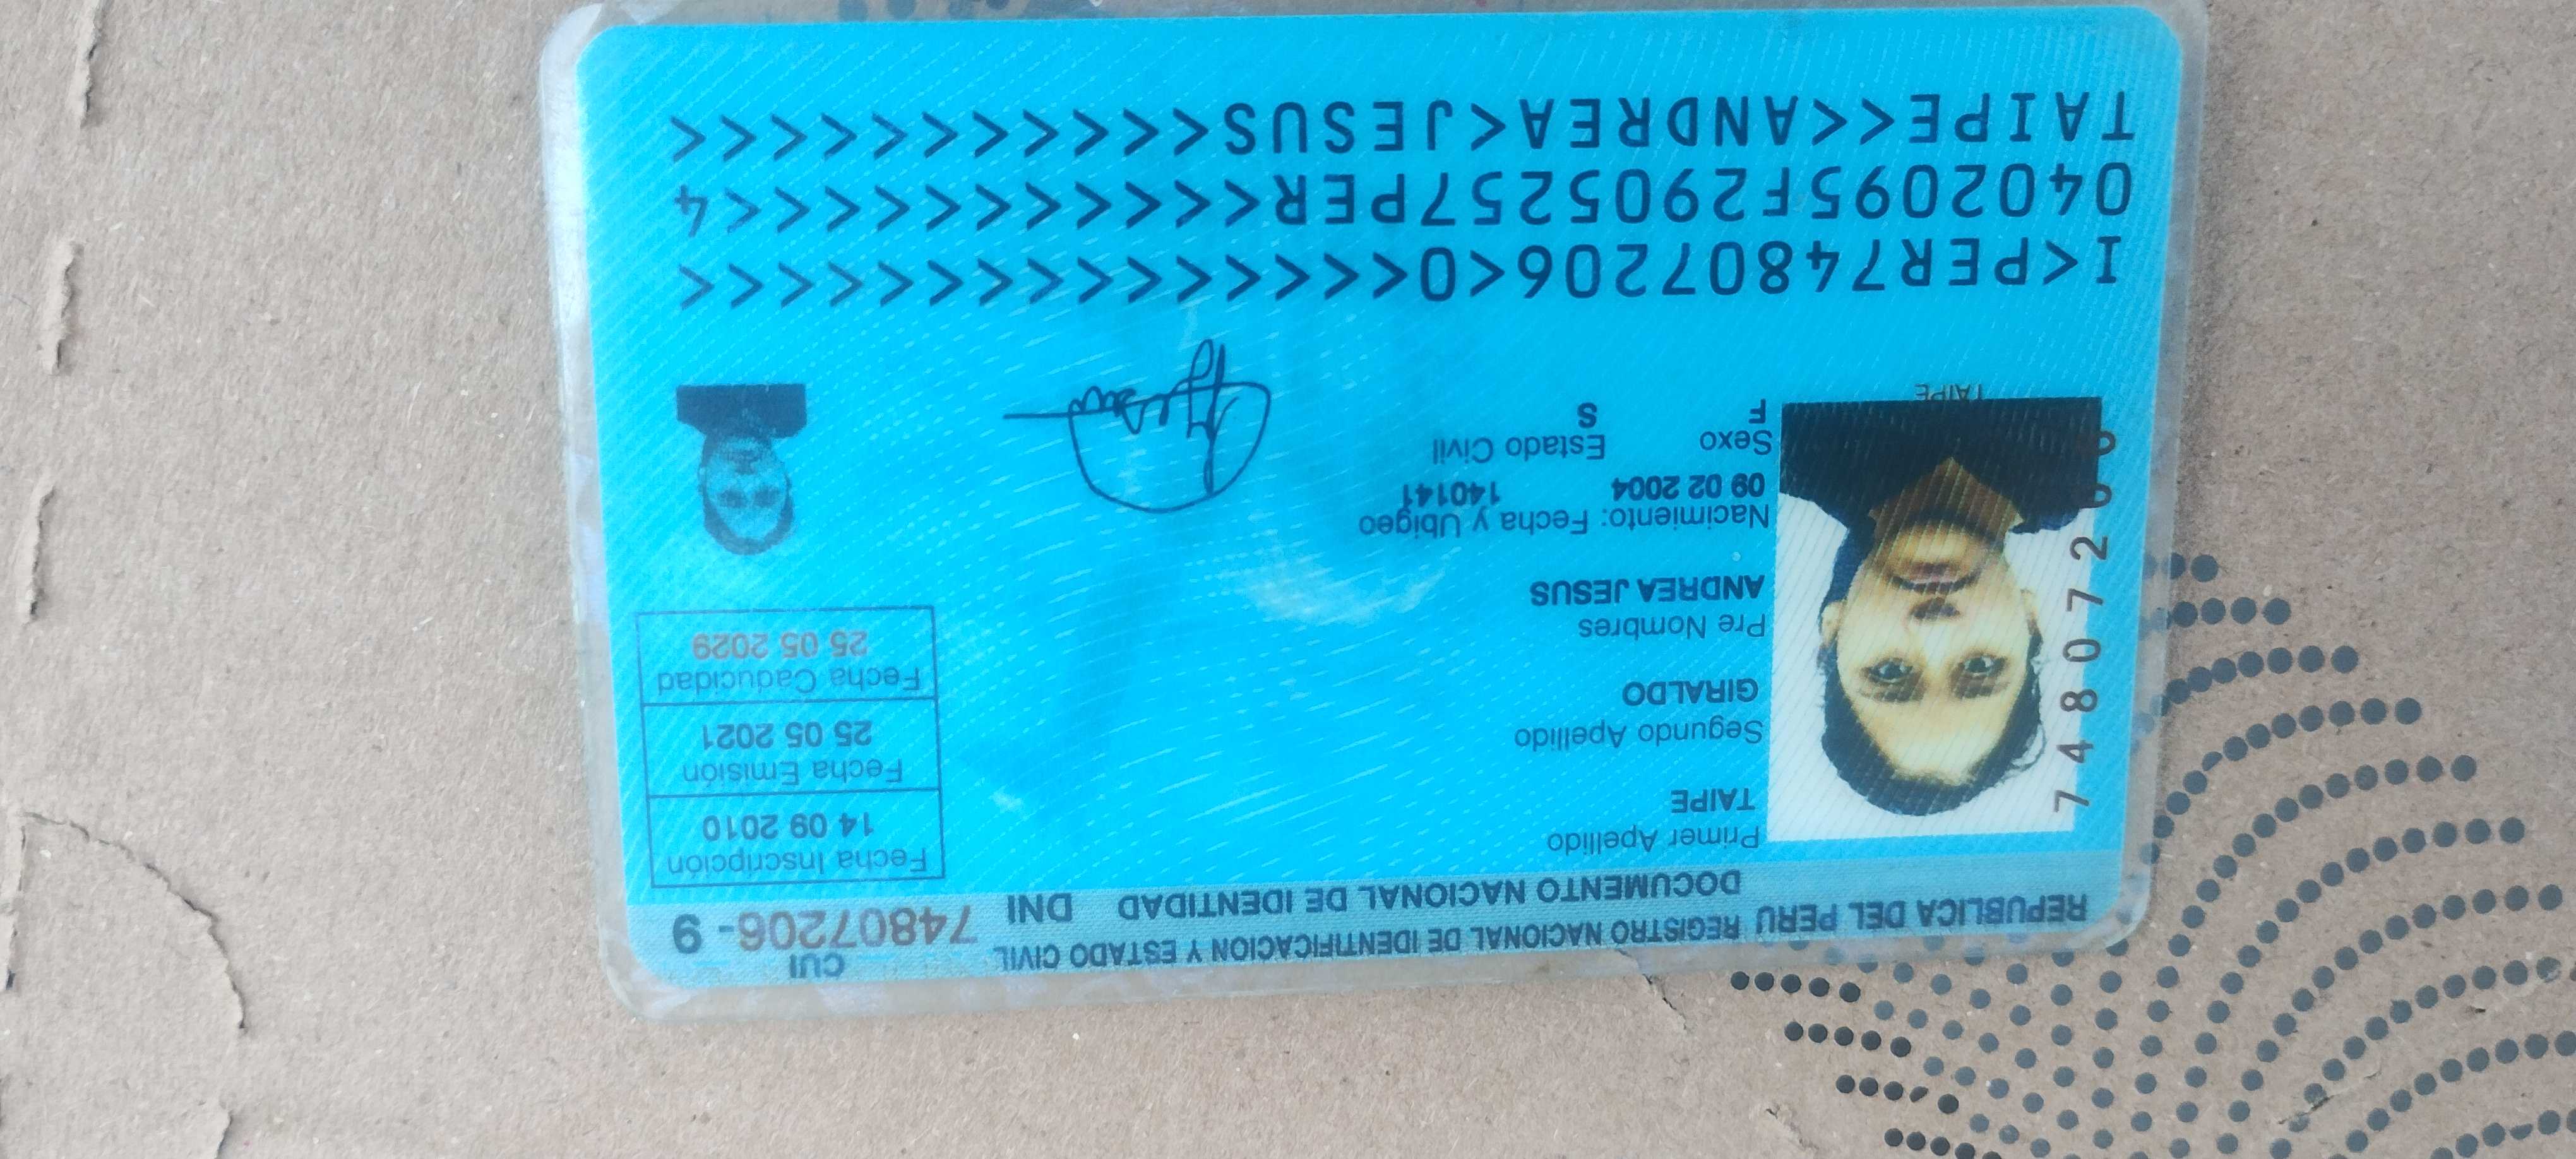 REPUBLICA DEL PERU REGISTRO NACIONAL DE IDENTIFICACION Y ESTADO CIVIL
DOCUMENTO NACIONAL DE IDENTIDAD DNI
CUI
74807206 - 9
Primer Apellido
TAIPE
Segundo Apellido
GIRALDO
Pre Nombres
ANDREA JESUS
Nacimiento: Fecha y Ubigeo
09 02 2004 140141
Sexo Estado Civil
F S
Fecha Inscripción
14 09 2010
Fecha Emisión
25 05 2021
Fecha Caducidad
25 05 2029
74807206
TAIPE
I<PER74807206<0<<<<<<<<<<<<<<<
0402095F2905257PER<<<<<<<<<<<4
TAIPE<<ANDREA<JESUS<<<<<<<<<<<